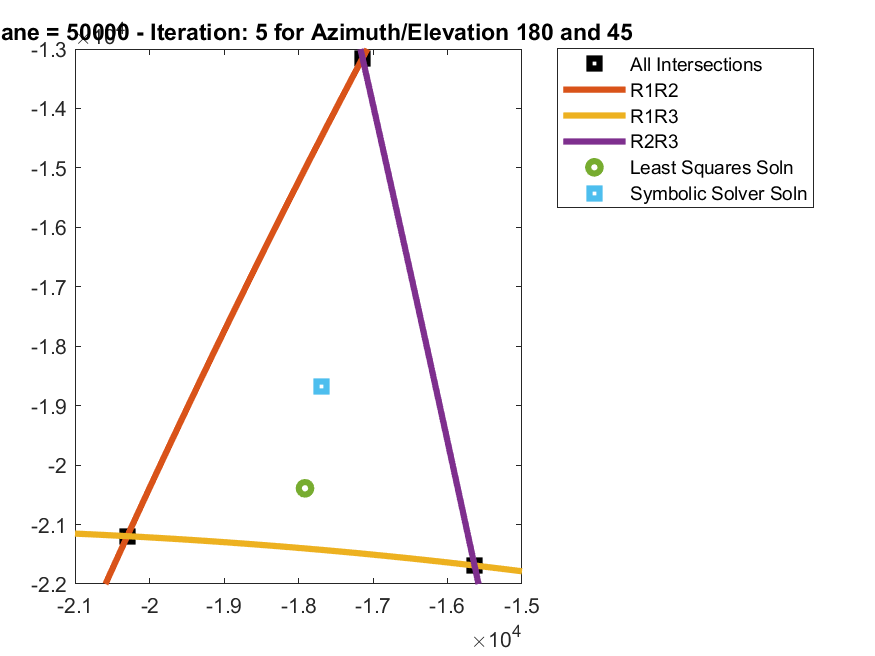 ane = 50000 - Iteration: 5 for Azimuth/Elevation 180 and 45
×10⁴
-1.3
-1.4
-1.5
-1.6
-1.7
-1.8
-1.9
-2
-2.1
-2.2
-2.1 -2 -1.9 -1.8 -1.7 -1.6 -1.5
×10⁴
All Intersections
R1R2
R1R3
R2R3
Least Squares Soln
Symbolic Solver Soln